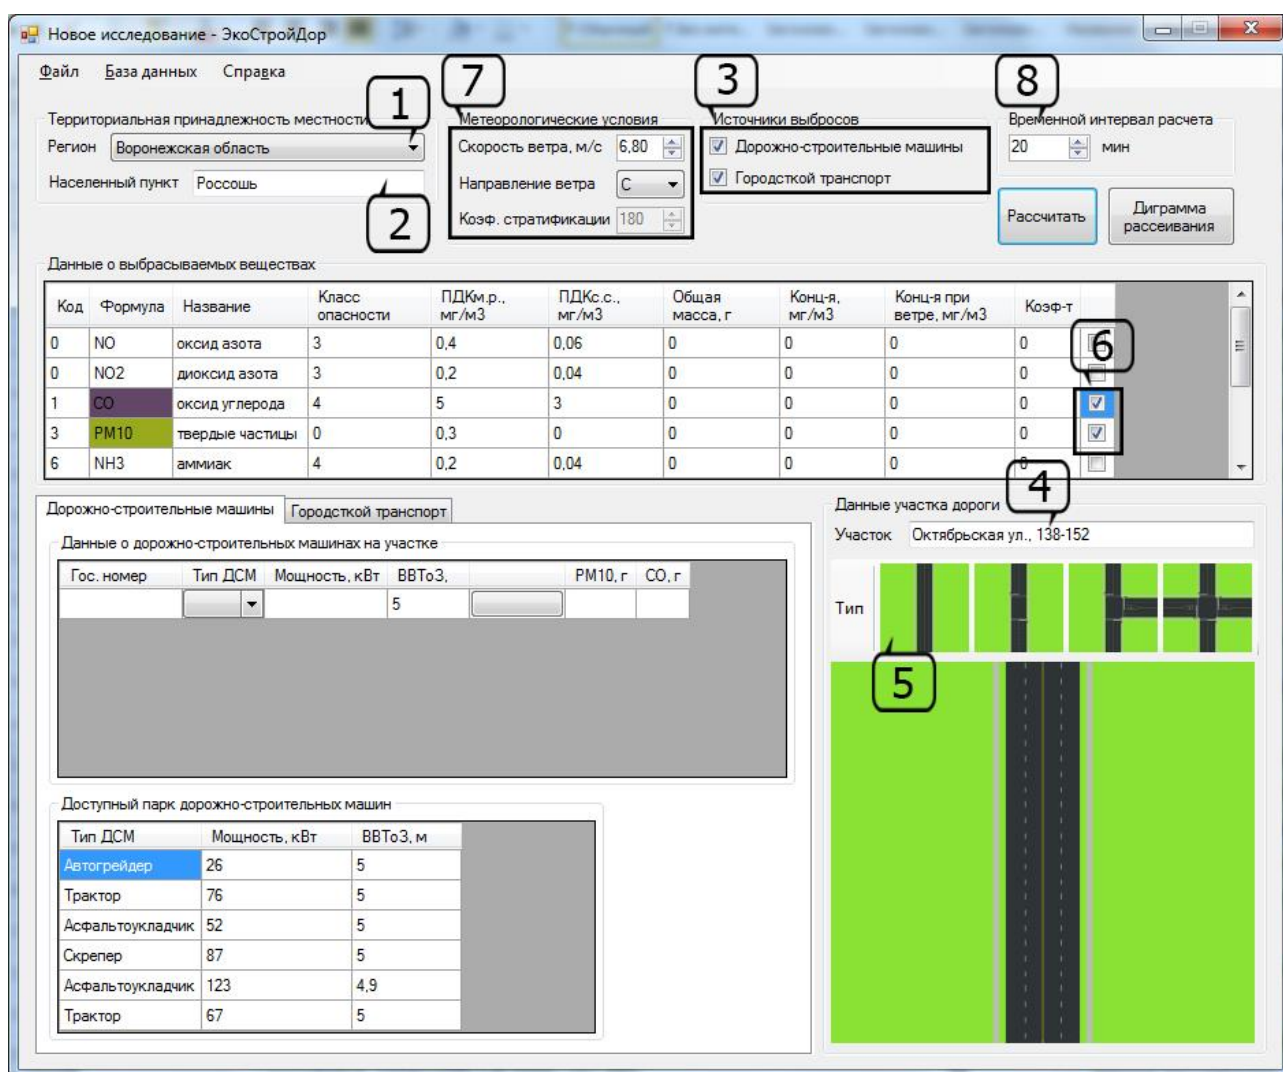 Новое исследование - ЭкоСтройДор
Файл База данных Справка
1
7
3
8
Территориальная принадлежность местности
Метеорологические условия
Источники выбросов
Временной интервал расчета
Регион Воронежская область
Скорость ветра, м/с 6,80
Дорожно-строительные машины
20 мин
Населенный пункт Россошь
Направление ветра С
Городсткой транспорт
2
Коэф. стратификации 180
Рассчитать
Диграмма рассеивания
Данные о выбрасываемых веществах
Код Формула Название Класс опасности ПДКм.р., мг/м3 ПДКс.с., мг/м3 Общая масса, г Конц-я, мг/м3 Конц-я при ветре, мг/м3 Коэф-т
0 NO оксид азота 3 0,4 0,06 0 0 0 0
6
0 NO2 диоксид азота 3 0,2 0,04 0 0 0 0
1 CO оксид углерода 4 5 3 0 0 0 0
3 PM10 твердые частицы 0 0,3 0 0 0 0 0
6 NH3 аммиак 4 0,2 0,04 0 0 0 0
4
Дорожно-строительные машины Городсткой транспорт
Данные о дорожно-строительных машинах на участке
Гос. номер Тип ДСМ Мощность, кВт ВВТоЗ, PM10, г CO, г
5
Доступный парк дорожно-строительных машин
Тип ДСМ Мощность, кВт ВВТоЗ, м
Автогрейдер 26 5
Трактор 76 5
Асфальтоукладчик 52 5
Скрепер 87 5
Асфальтоукладчик 123 4,9
Трактор 67 5
Данные участка дороги
Участок Октябрьская ул., 138-152
Тип
5